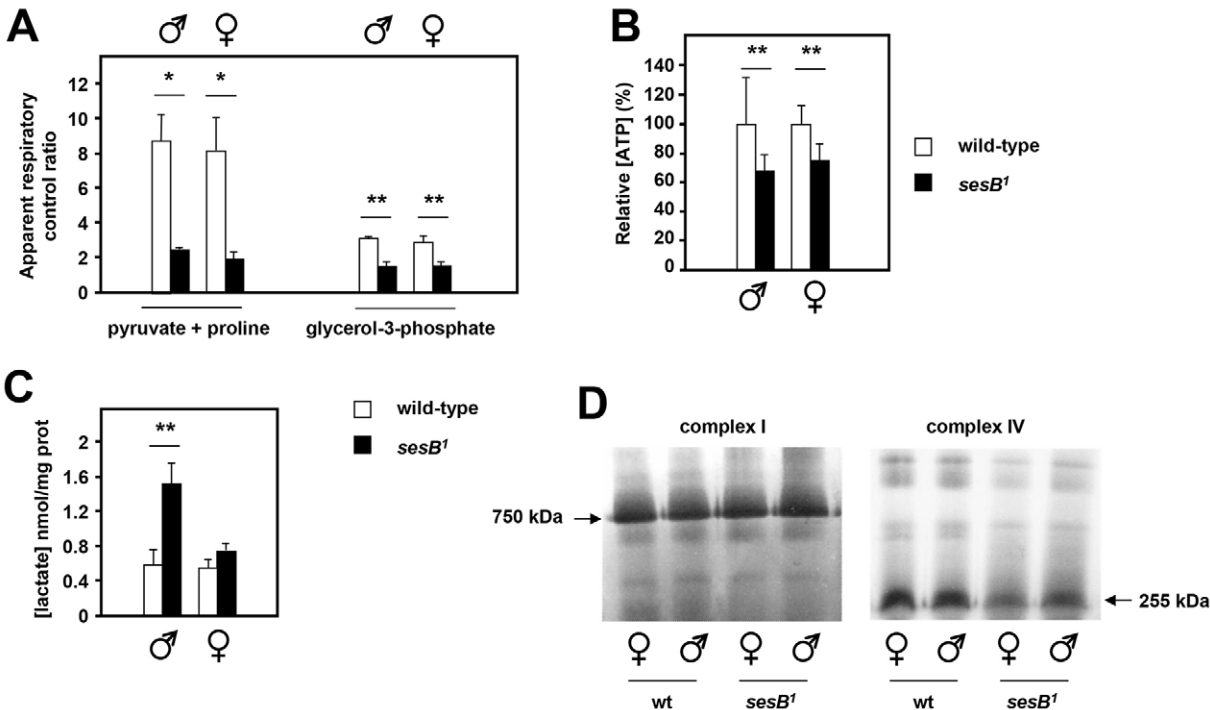 A
♂ ♀ ♂ ♀
Apparent respiratory
control ratio
12
10
8
6
4
2
0
* * ** **
pyruvate + proline glycerol-3-phosphate
B
Relative [ATP] (%)
140
120
100
80
60
40
20
0
** **
♂ ♀
wild-type
sesB1
C
[lactate] nmol/mg prot
2
1.6
1.2
0.8
0.4
0
**
♂ ♀
wild-type
sesB1
D
complex I complex IV
750 kDa
255 kDa
♀ ♂ ♀ ♂ ♀ ♂ ♀ ♂
wt sesB1 wt sesB1